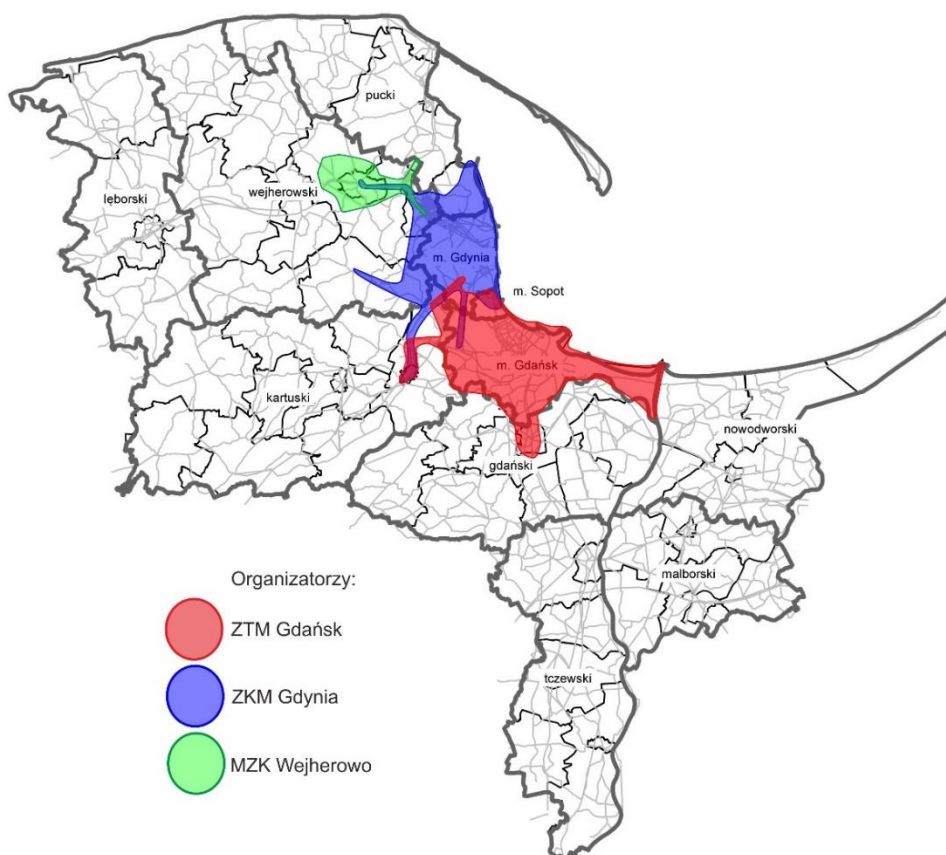 pucki
wejherowski
lęborski
m. Gdynia
m. Sopot
m. Gdańsk
kartuski
nowodworski
gdański
malborski
tczewski
Organizatorzy:
ZTM Gdańsk
ZKM Gdynia
MZK Wejherowo